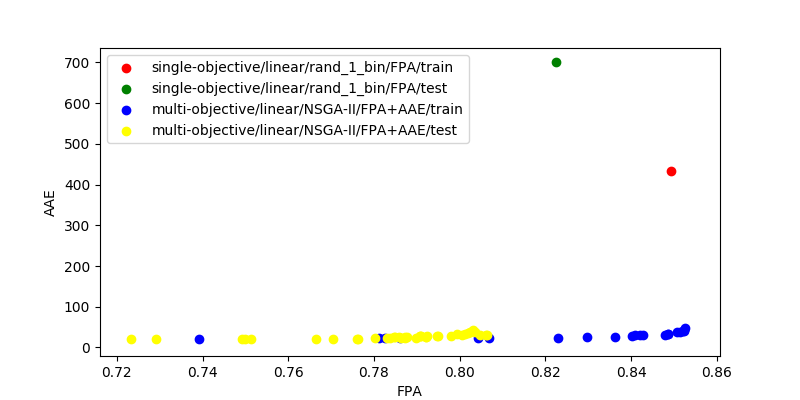 700
600
500
400
300
200
100
0
AAE
single-objective/linear/rand_1_bin/FPA/train
single-objective/linear/rand_1_bin/FPA/test
multi-objective/linear/NSGA-II/FPA+AAE/train
multi-objective/linear/NSGA-II/FPA+AAE/test
0.72 0.74 0.76 0.78 0.80 0.82 0.84 0.86
FPA